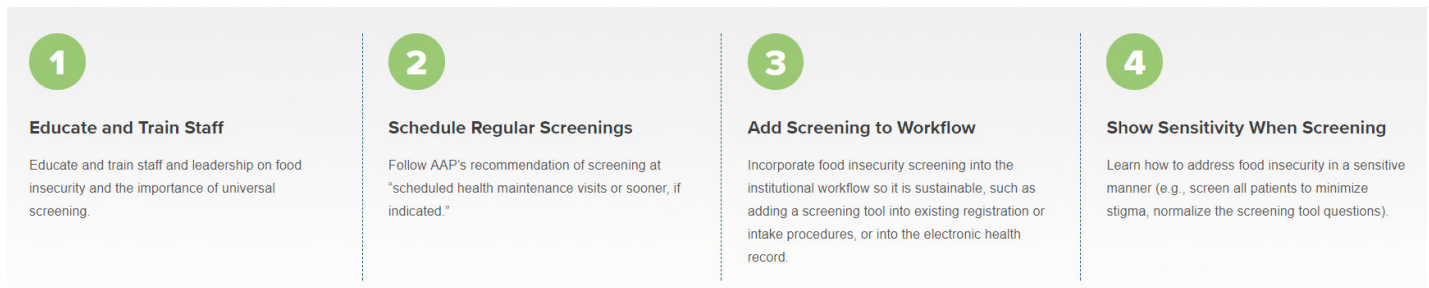 1
Educate and Train Staff
Educate and train staff and leadership on food
insecurity and the importance of universal
screening.
2
Schedule Regular Screenings
Follow AAP's recommendation of screening at
“scheduled health maintenance visits or sooner, if
indicated.”
3
Add Screening to Workflow
Incorporate food insecurity screening into the
institutional workflow so it is sustainable, such as
adding a screening tool into existing registration or
intake procedures, or into the electronic health
record.
4
Show Sensitivity When Screening
Learn how to address food insecurity in a sensitive
manner (e.g., screen all patients to minimize
stigma, normalize the screening tool questions).